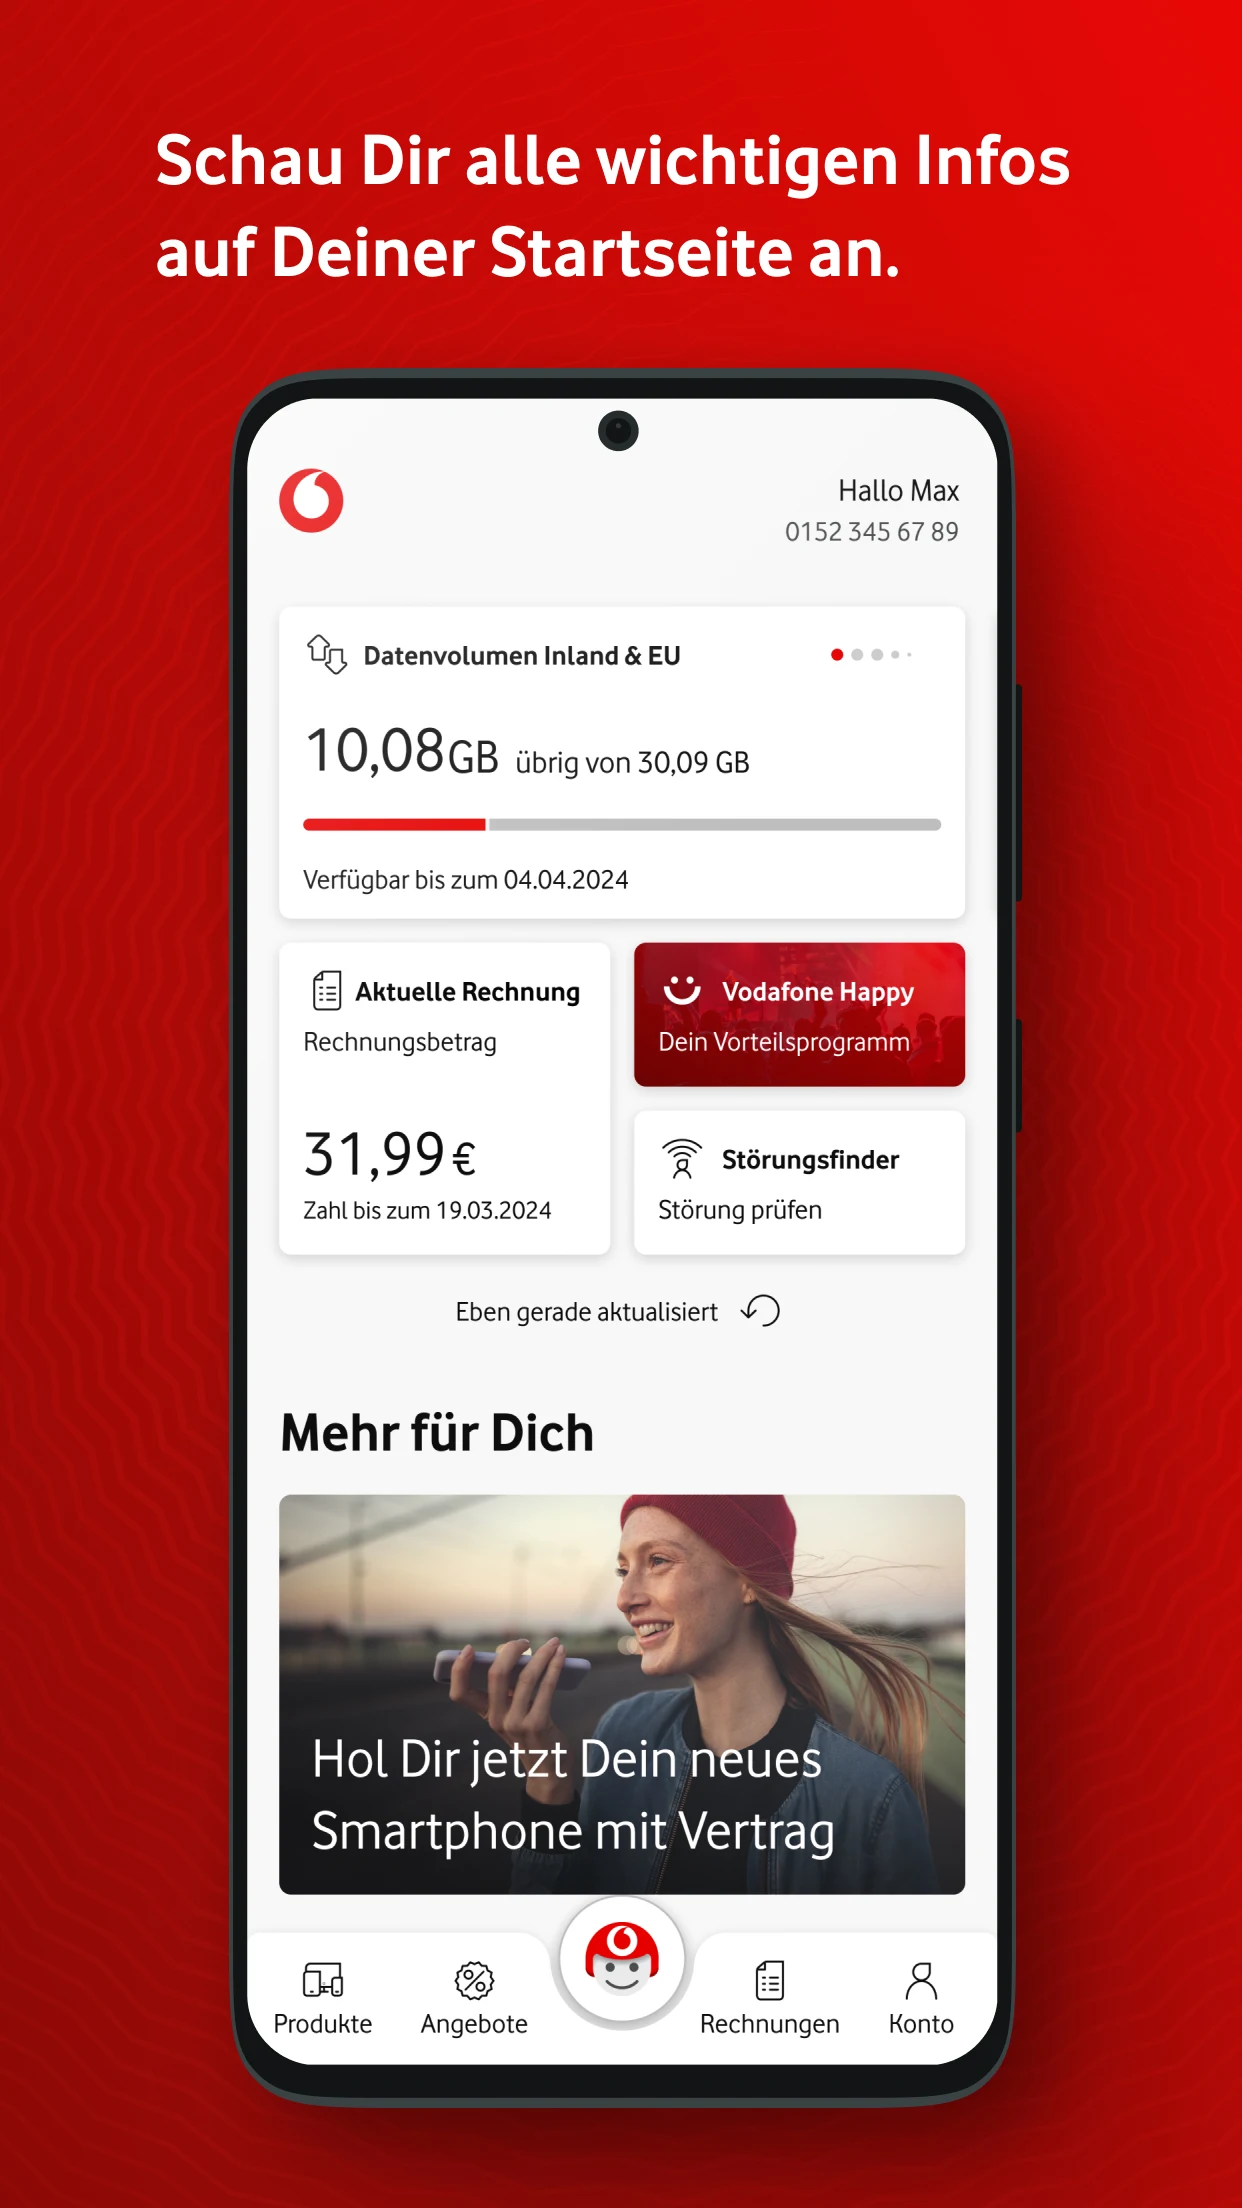 Schau Dir alle wichtigen Infos
auf Deiner Startseite an.
Hallo Max
0152 345 67 89
Datenvolumen Inland & EU
10,08 GB übrig von 30,09 GB
Verfügbar bis zum 04.04.2024
Aktuelle Rechnung
Rechnungsbetrag
31,99 €
Zahl bis zum 19.03.2024
Vodafone Happy
Dein Vorteilsprogramm
Störungsfinder
Störung prüfen
Eben gerade aktualisiert
Mehr für Dich
Hol Dir jetzt Dein neues
Smartphone mit Vertrag
Produkte
Angebote
Rechnungen
Konto